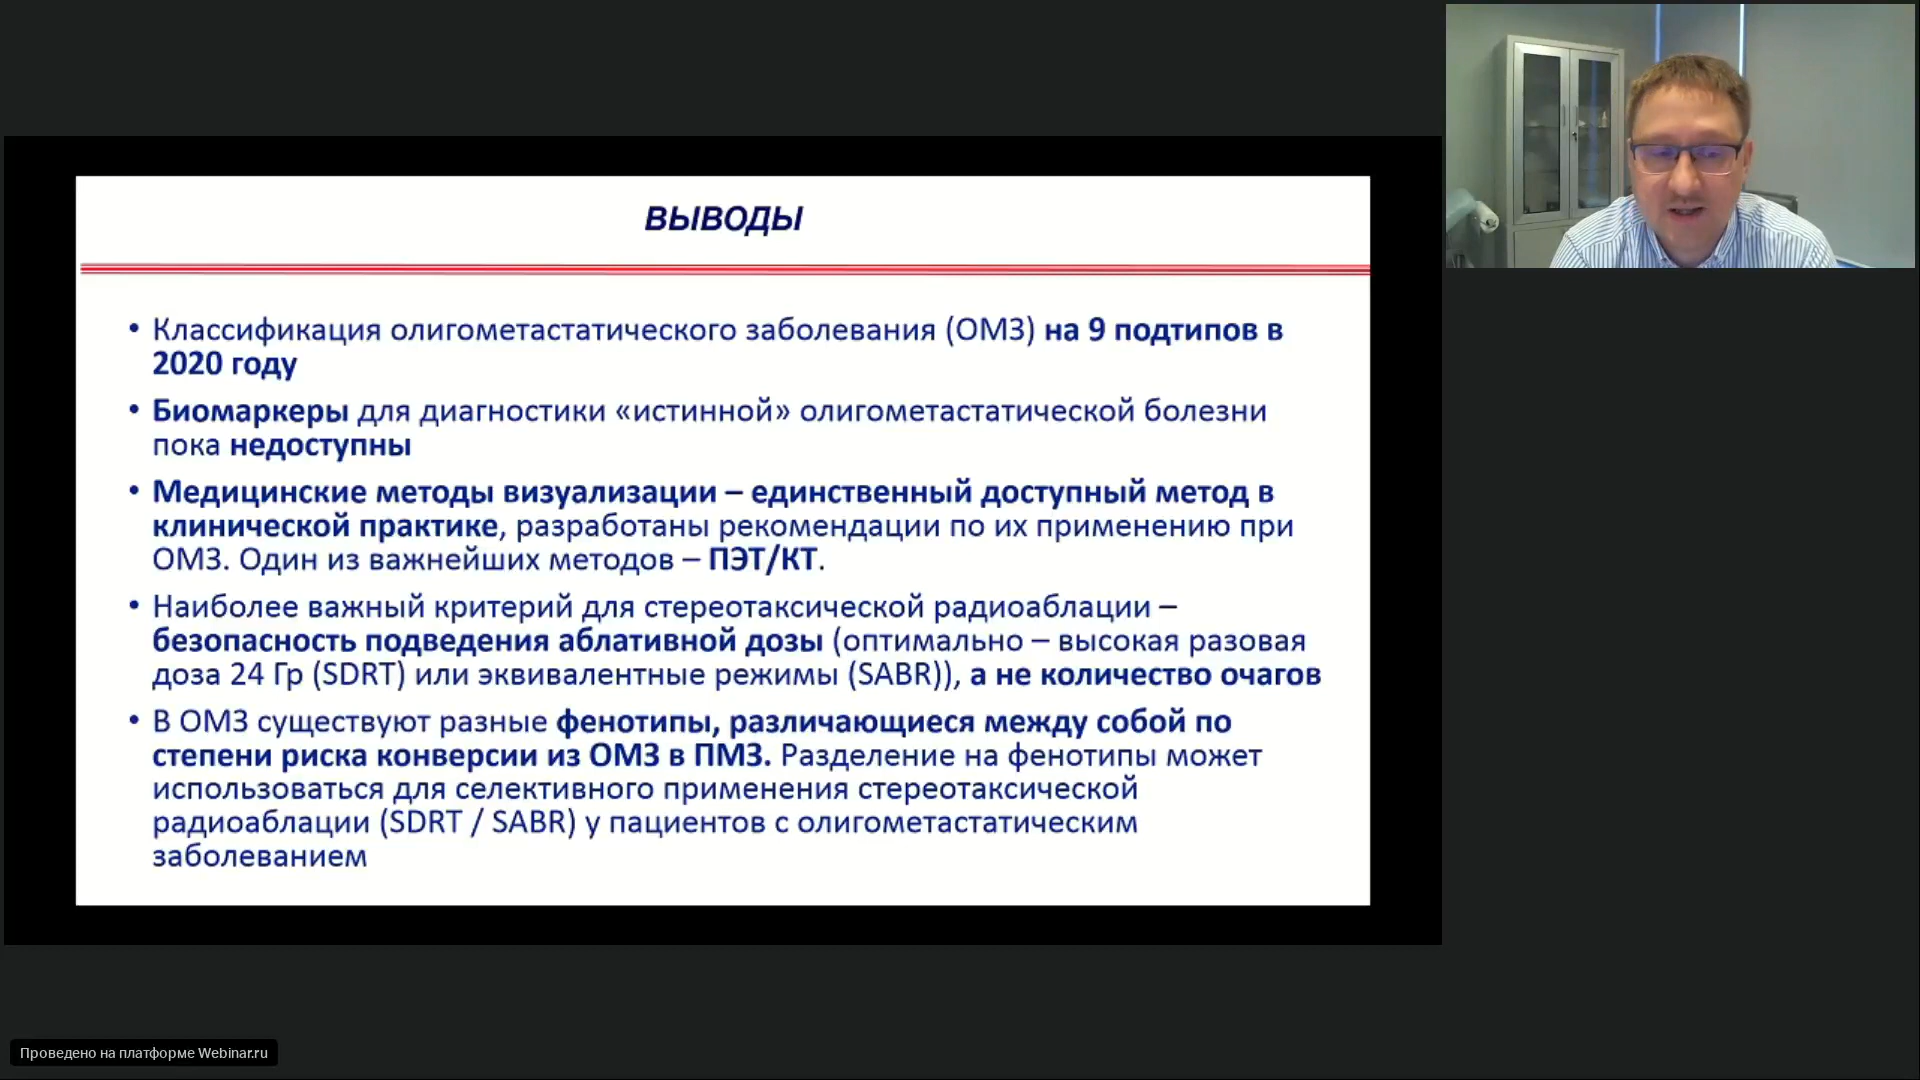 ВЫВОДЫ
• Классификация олигометастатического заболевания (ОМЗ) на 9 подтипов в
2020 году
• Биомаркеры для диагностики «истинной» олигометастатической болезни
пока недоступны
• Медицинские методы визуализации – единственный доступный метод в
клинической практике, разработаны рекомендации по их применению при
ОМЗ. Один из важнейших методов – ПЭТ/КТ.
• Наиболее важный критерий для стереотаксической радиоаблации –
безопасность подведения аблативной дозы (оптимально – высокая разовая
доза 24 Гр (SDRT) или эквивалентные режимы (SABR)), а не количество очагов
• В ОМЗ существуют разные фенотипы, различающиеся между собой по
степени риска конверсии из ОМЗ в ПМЗ. Разделение на фенотипы может
использоваться для селективного применения стереотаксической
радиоаблации (SDRT / SABR) у пациентов с олигометастатическим
заболеванием
Проведено на платформе Webinar.ru